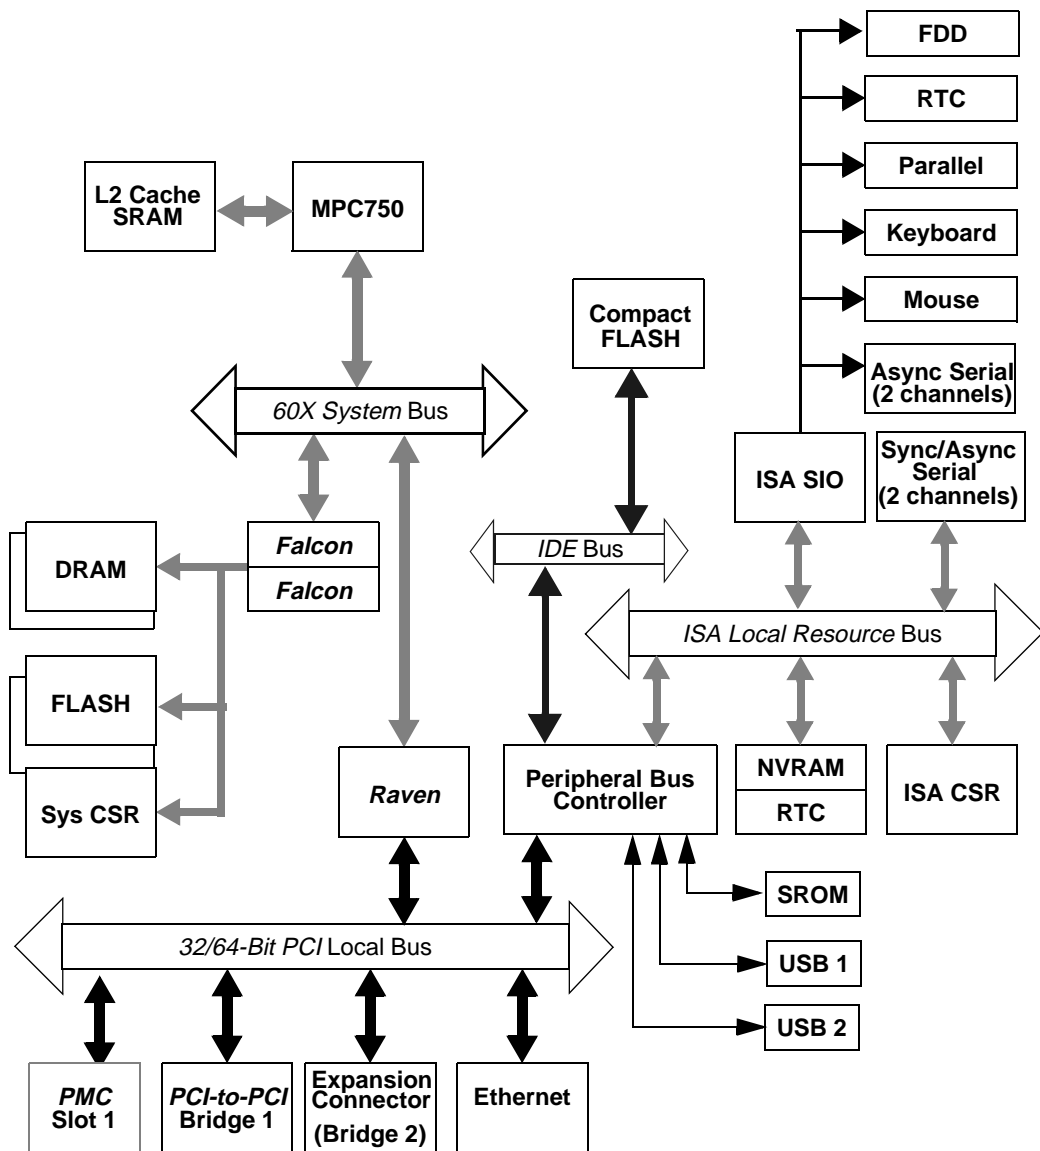 FDD
RTC
Parallel
Keyboard
Mouse
Async Serial
(2 channels)
L2 Cache
SRAM
MPC750
Compact
FLASH
60X System Bus
ISA SIO
Sync/Async
Serial
(2 channels)
Falcon
Falcon
IDE Bus
DRAM
ISA Local Resource Bus
FLASH
Sys CSR
Raven
Peripheral Bus
Controller
NVRAM
RTC
ISA CSR
SROM
32/64-Bit PCI Local Bus
USB 1
USB 2
PMC
Slot 1
PCI-to-PCI
Bridge 1
Expansion
Connector
(Bridge 2)
Ethernet